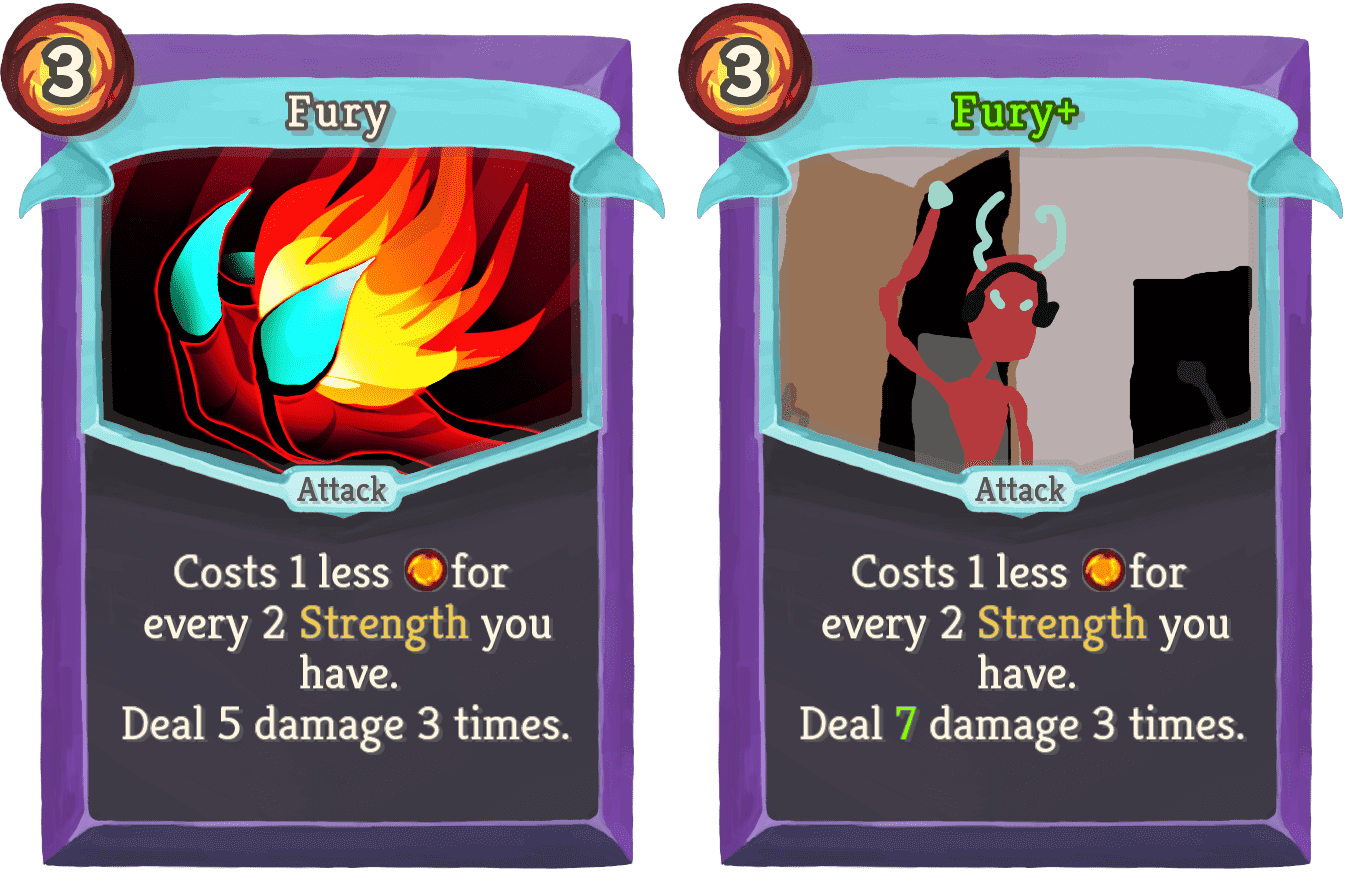 3
Fury
Attack
Costs 1 less for
every 2 Strength you
have.
Deal 5 damage 3 times.
3
Fury+
Attack
Costs 1 less for
every 2 Strength you
have.
Deal 7 damage 3 times.